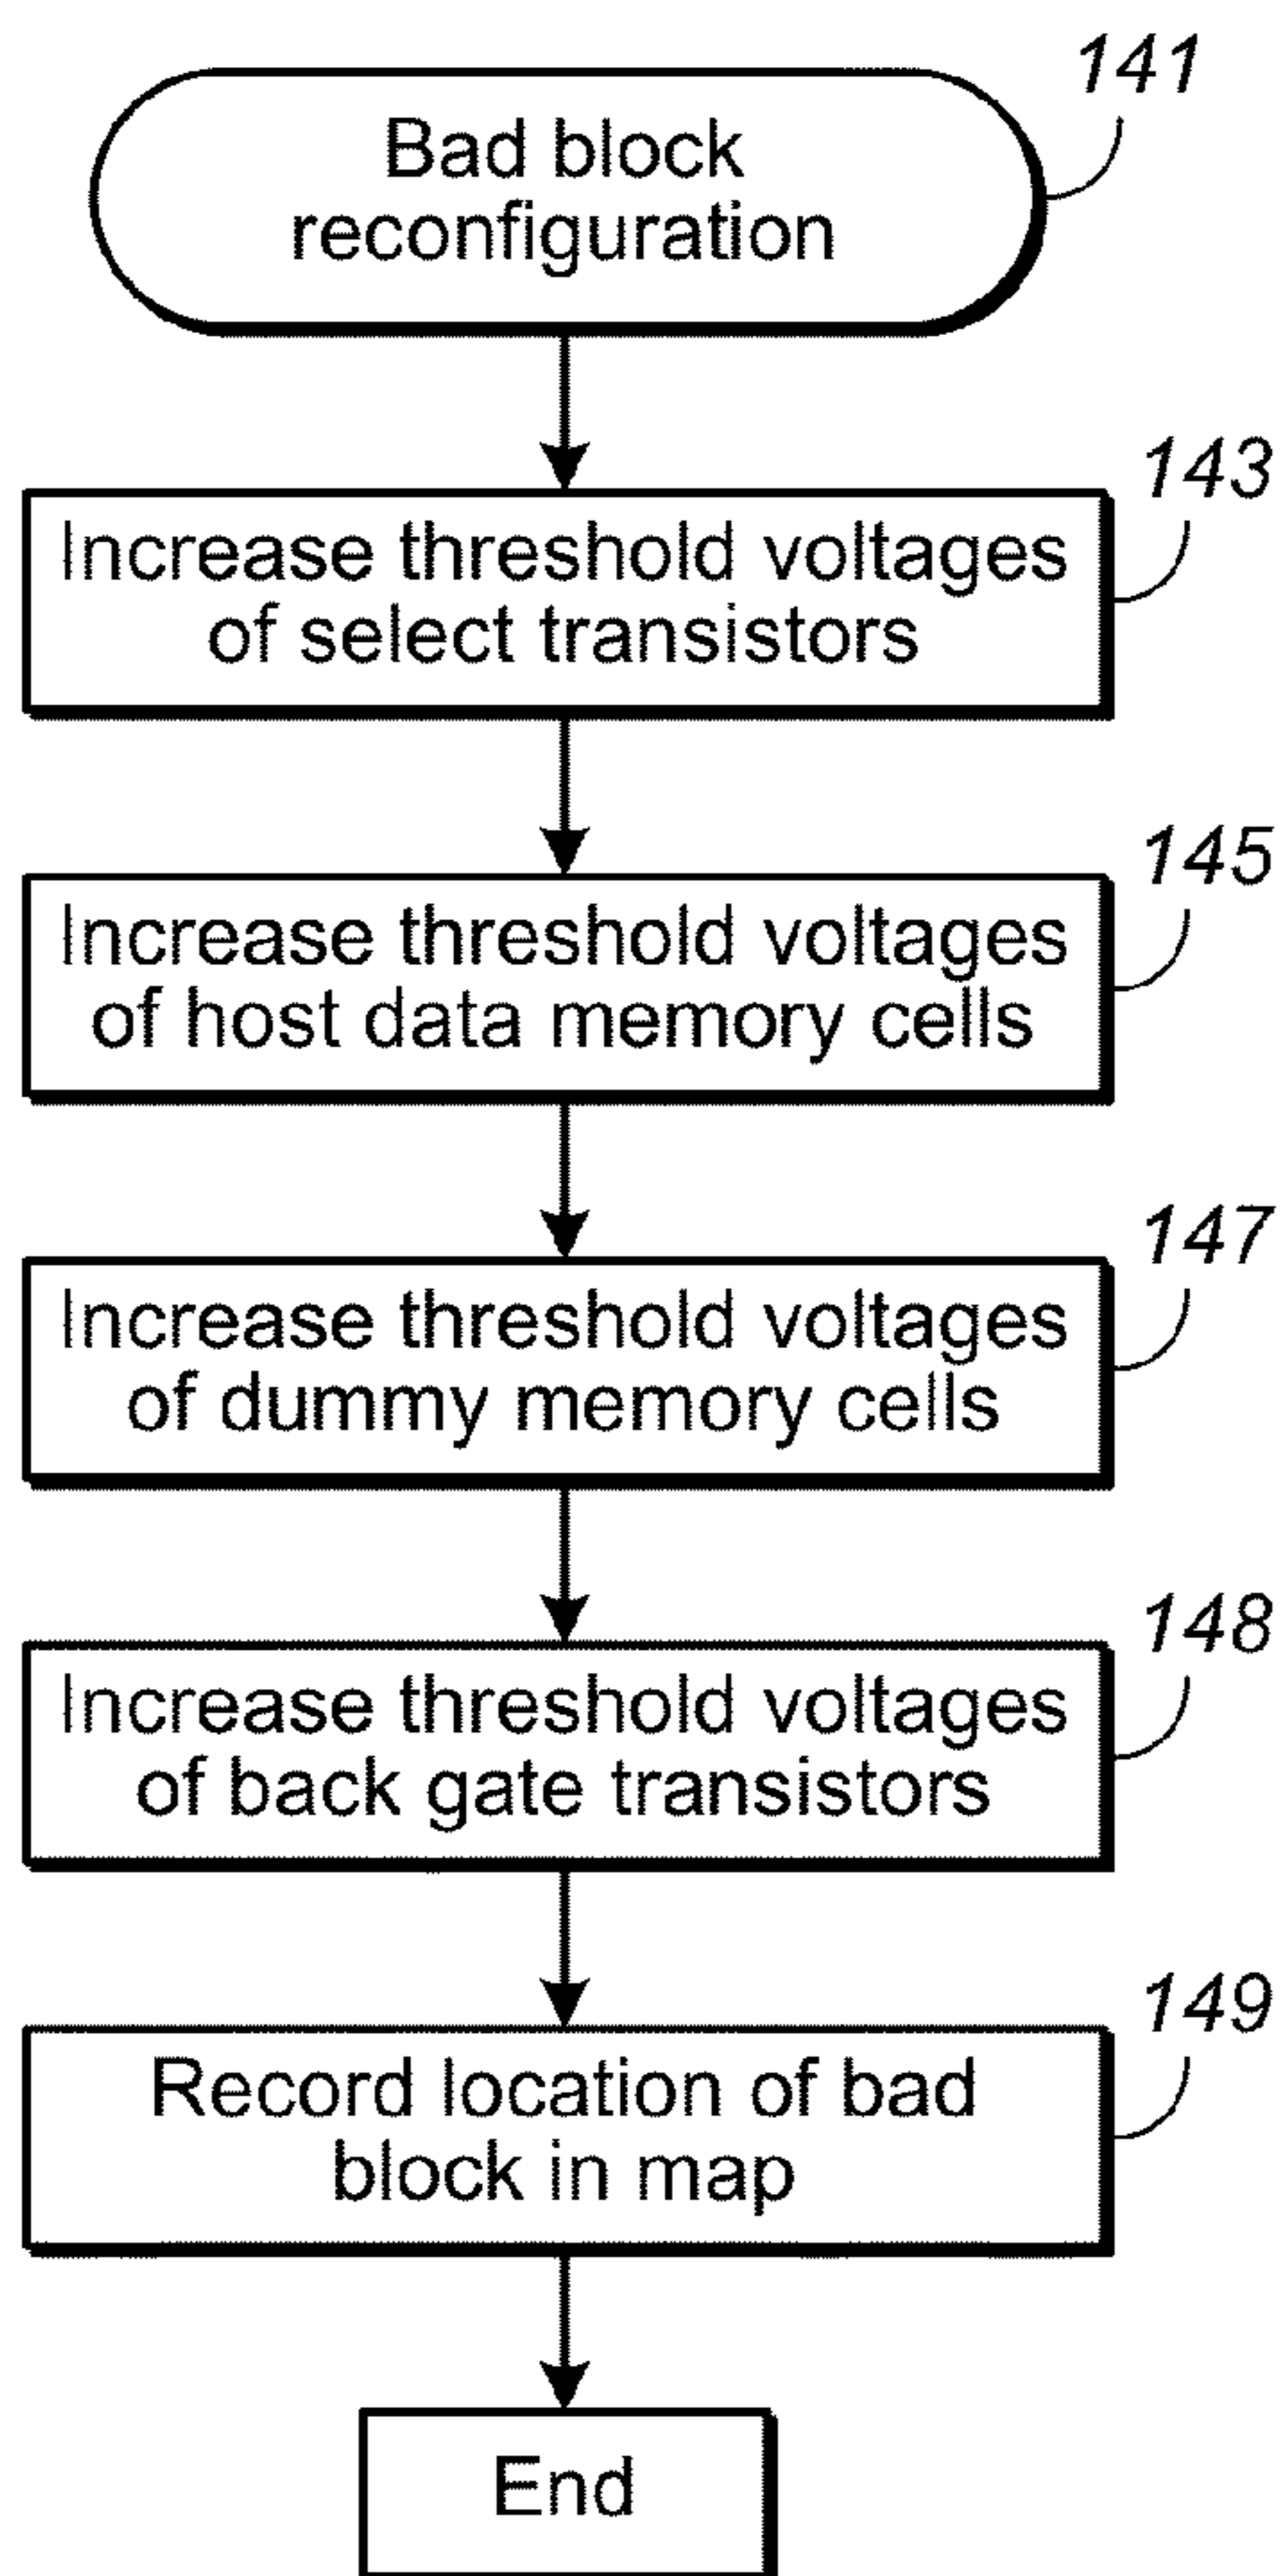 141
Bad block
reconfiguration
143
Increase threshold voltages
of select transistors
145
Increase threshold voltages
of host data memory cells
147
Increase threshold voltages
of dummy memory cells
148
Increase threshold voltages
of back gate transistors
149
Record location of bad
block in map
End